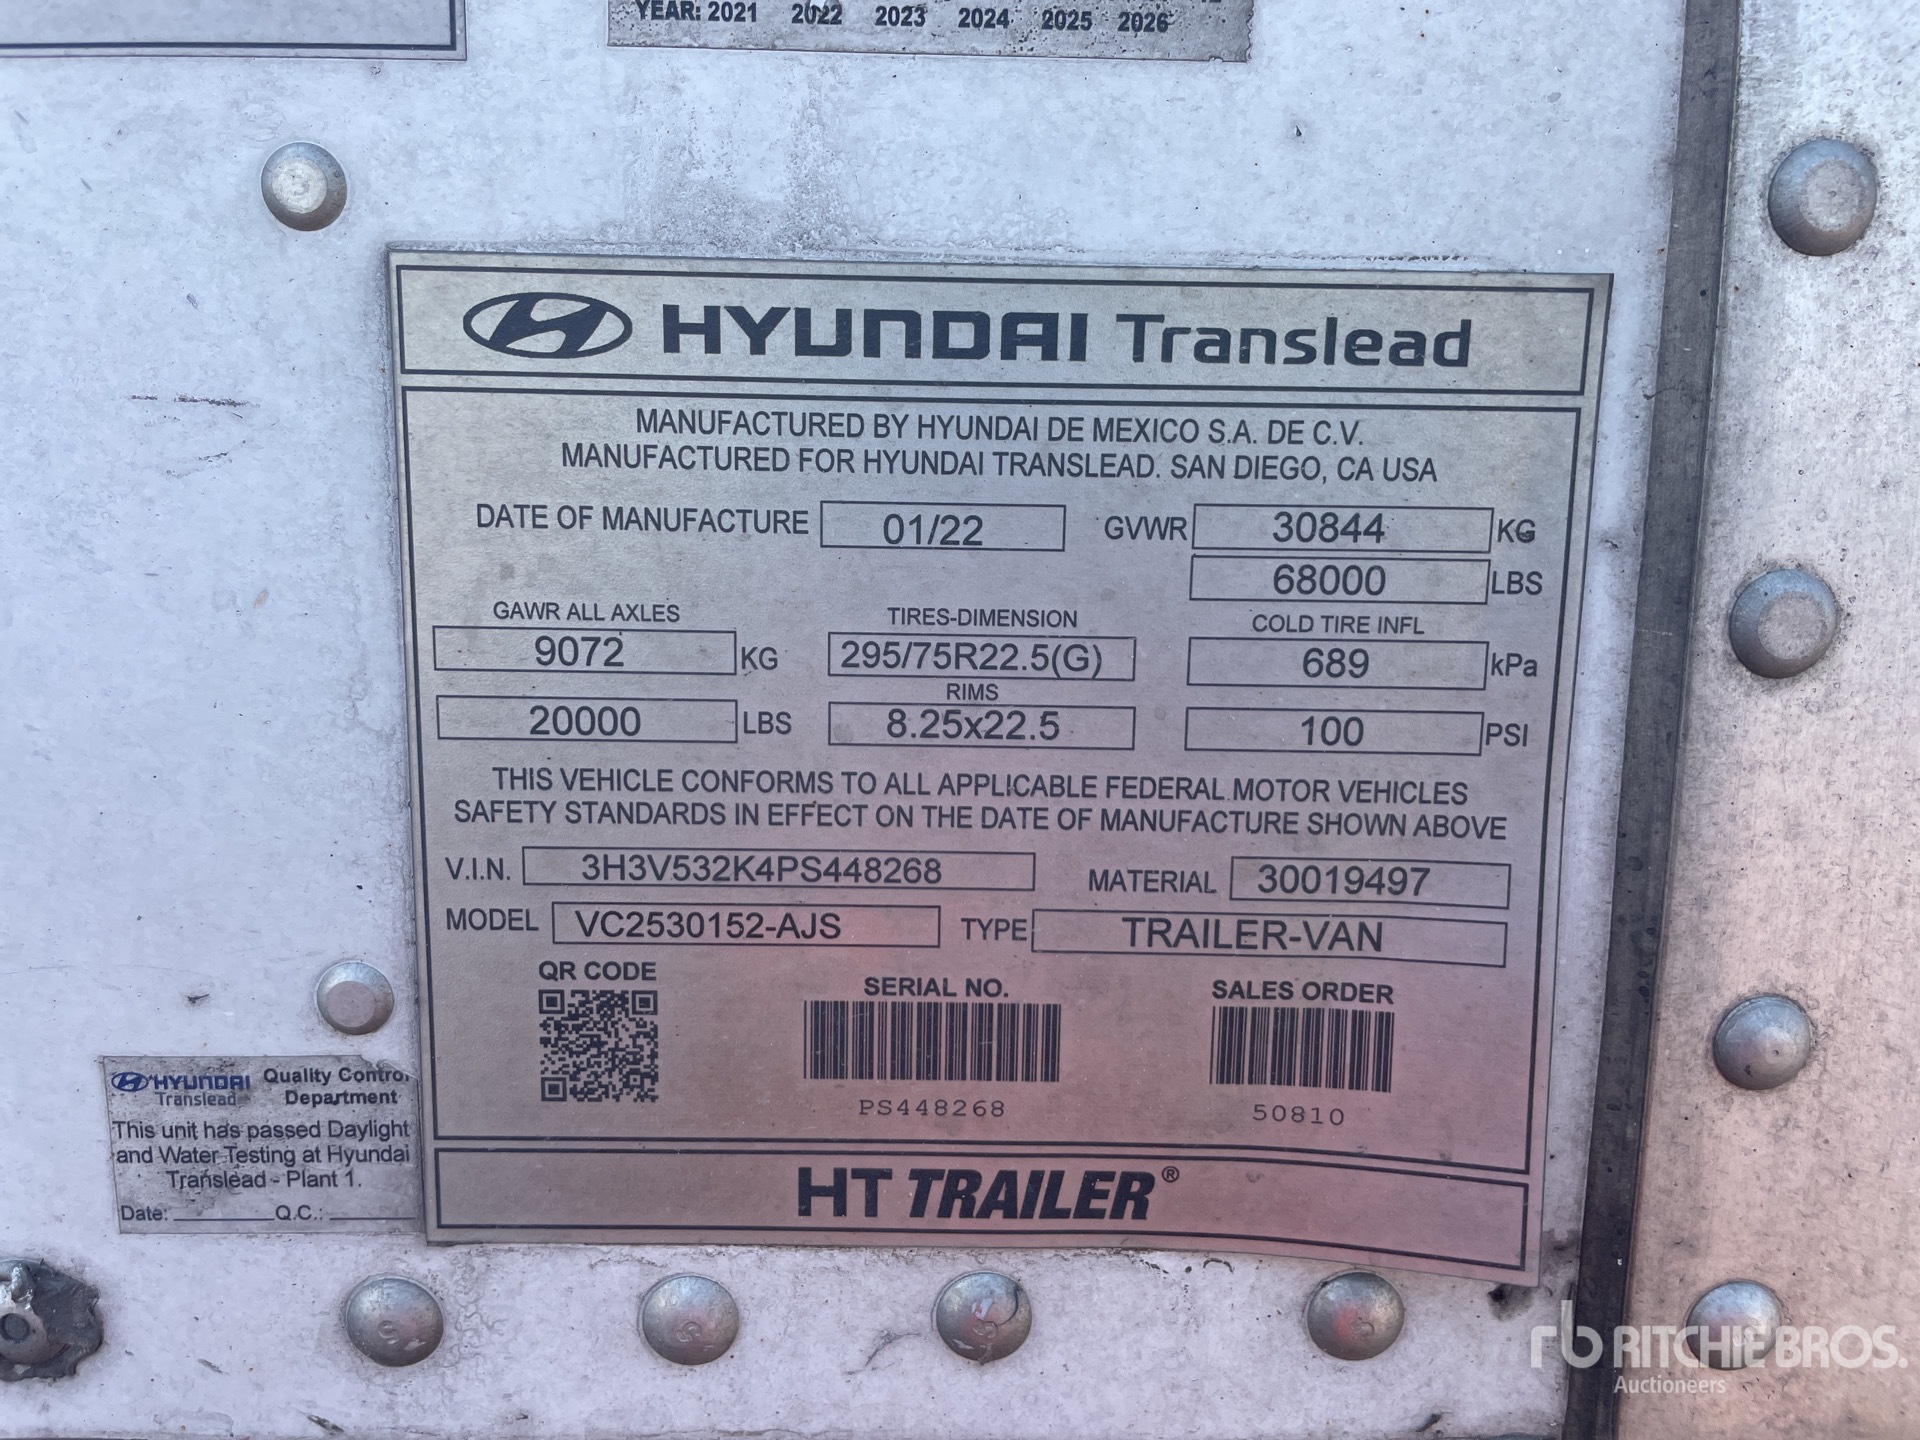 YEAR: 2021 2022 2023 2024 2025 2026
HYUNDAI Translead
MANUFACTURED BY HYUNDAI DE MEXICO S.A. DE C.V.
MANUFACTURED FOR HYUNDAI TRANSLEAD. SAN DIEGO, CA USA
DATE OF MANUFACTURE 01/22 GVWR 30844 KG
68000 LBS
GAWR ALL AXLES TIRES-DIMENSION COLD TIRE INFL
9072 KG 295/75R22.5(G) 689 kPa
RIMS
20000 LBS 8.25x22.5 100 PSI
THIS VEHICLE CONFORMS TO ALL APPLICABLE FEDERAL MOTOR VEHICLES
SAFETY STANDARDS IN EFFECT ON THE DATE OF MANUFACTURE SHOWN ABOVE
V.I.N. 3H3V532K4PS448268 MATERIAL 30019497
MODEL VC2530152-AJS TYPE TRAILER-VAN
QR CODE SERIAL NO. SALES ORDER
PS448268 50810
HT TRAILER®
HYUNDAI Translead Quality Control
Department
This unit has passed Daylight
and Water Testing at Hyundai
Translead - Plant 1.
Date: Q.C.:
rb RITCHIE BROS.
Auctioneers